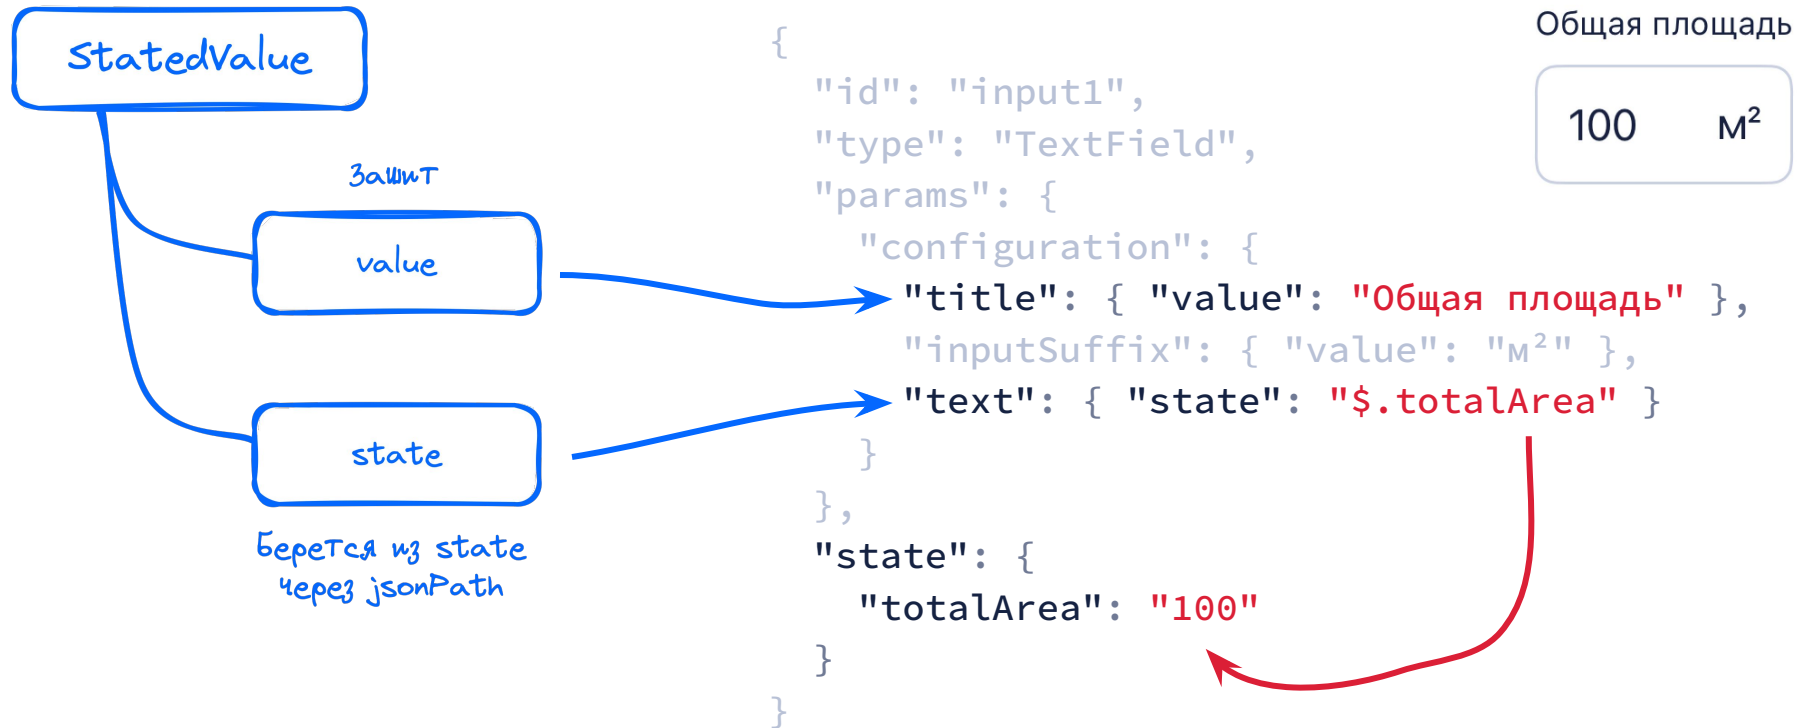 StatedValue
Зашит
value
state
Берется из state
через jsonPath
{
"id": "input1",
"type": "TextField",
"params": {
"configuration": {
"title": { "value": "Общая площадь" },
"inputSuffix": { "value": "м²" },
"text": { "state": "$.totalArea" }
}
},
"state": {
"totalArea": "100"
}
}
Общая площадь
100 м²